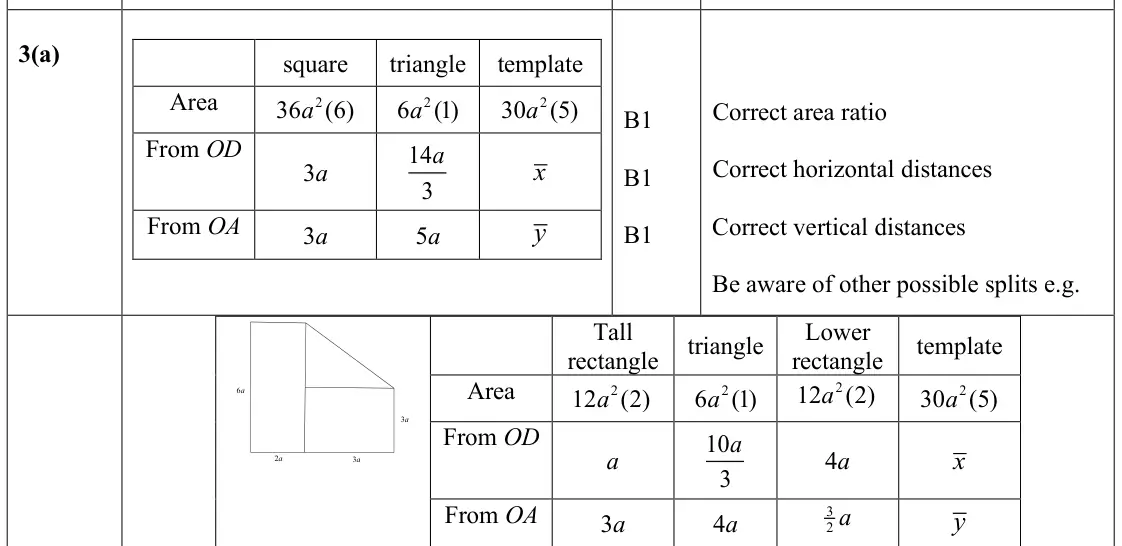 3(a)
square triangle template
Area 36a²(6) 6a²(1) 30a²(5) B1 Correct area ratio
From OD 3a 14a/3 x̄ B1 Correct horizontal distances
From OA 3a 5a ȳ B1 Correct vertical distances
Be aware of other possible splits e.g.
6a
3a
2a 3a
Tall rectangle triangle Lower rectangle template
Area 12a²(2) 6a²(1) 12a²(2) 30a²(5)
From OD a 10a/3 4a x̄
From OA 3a 4a 3/2 a ȳ